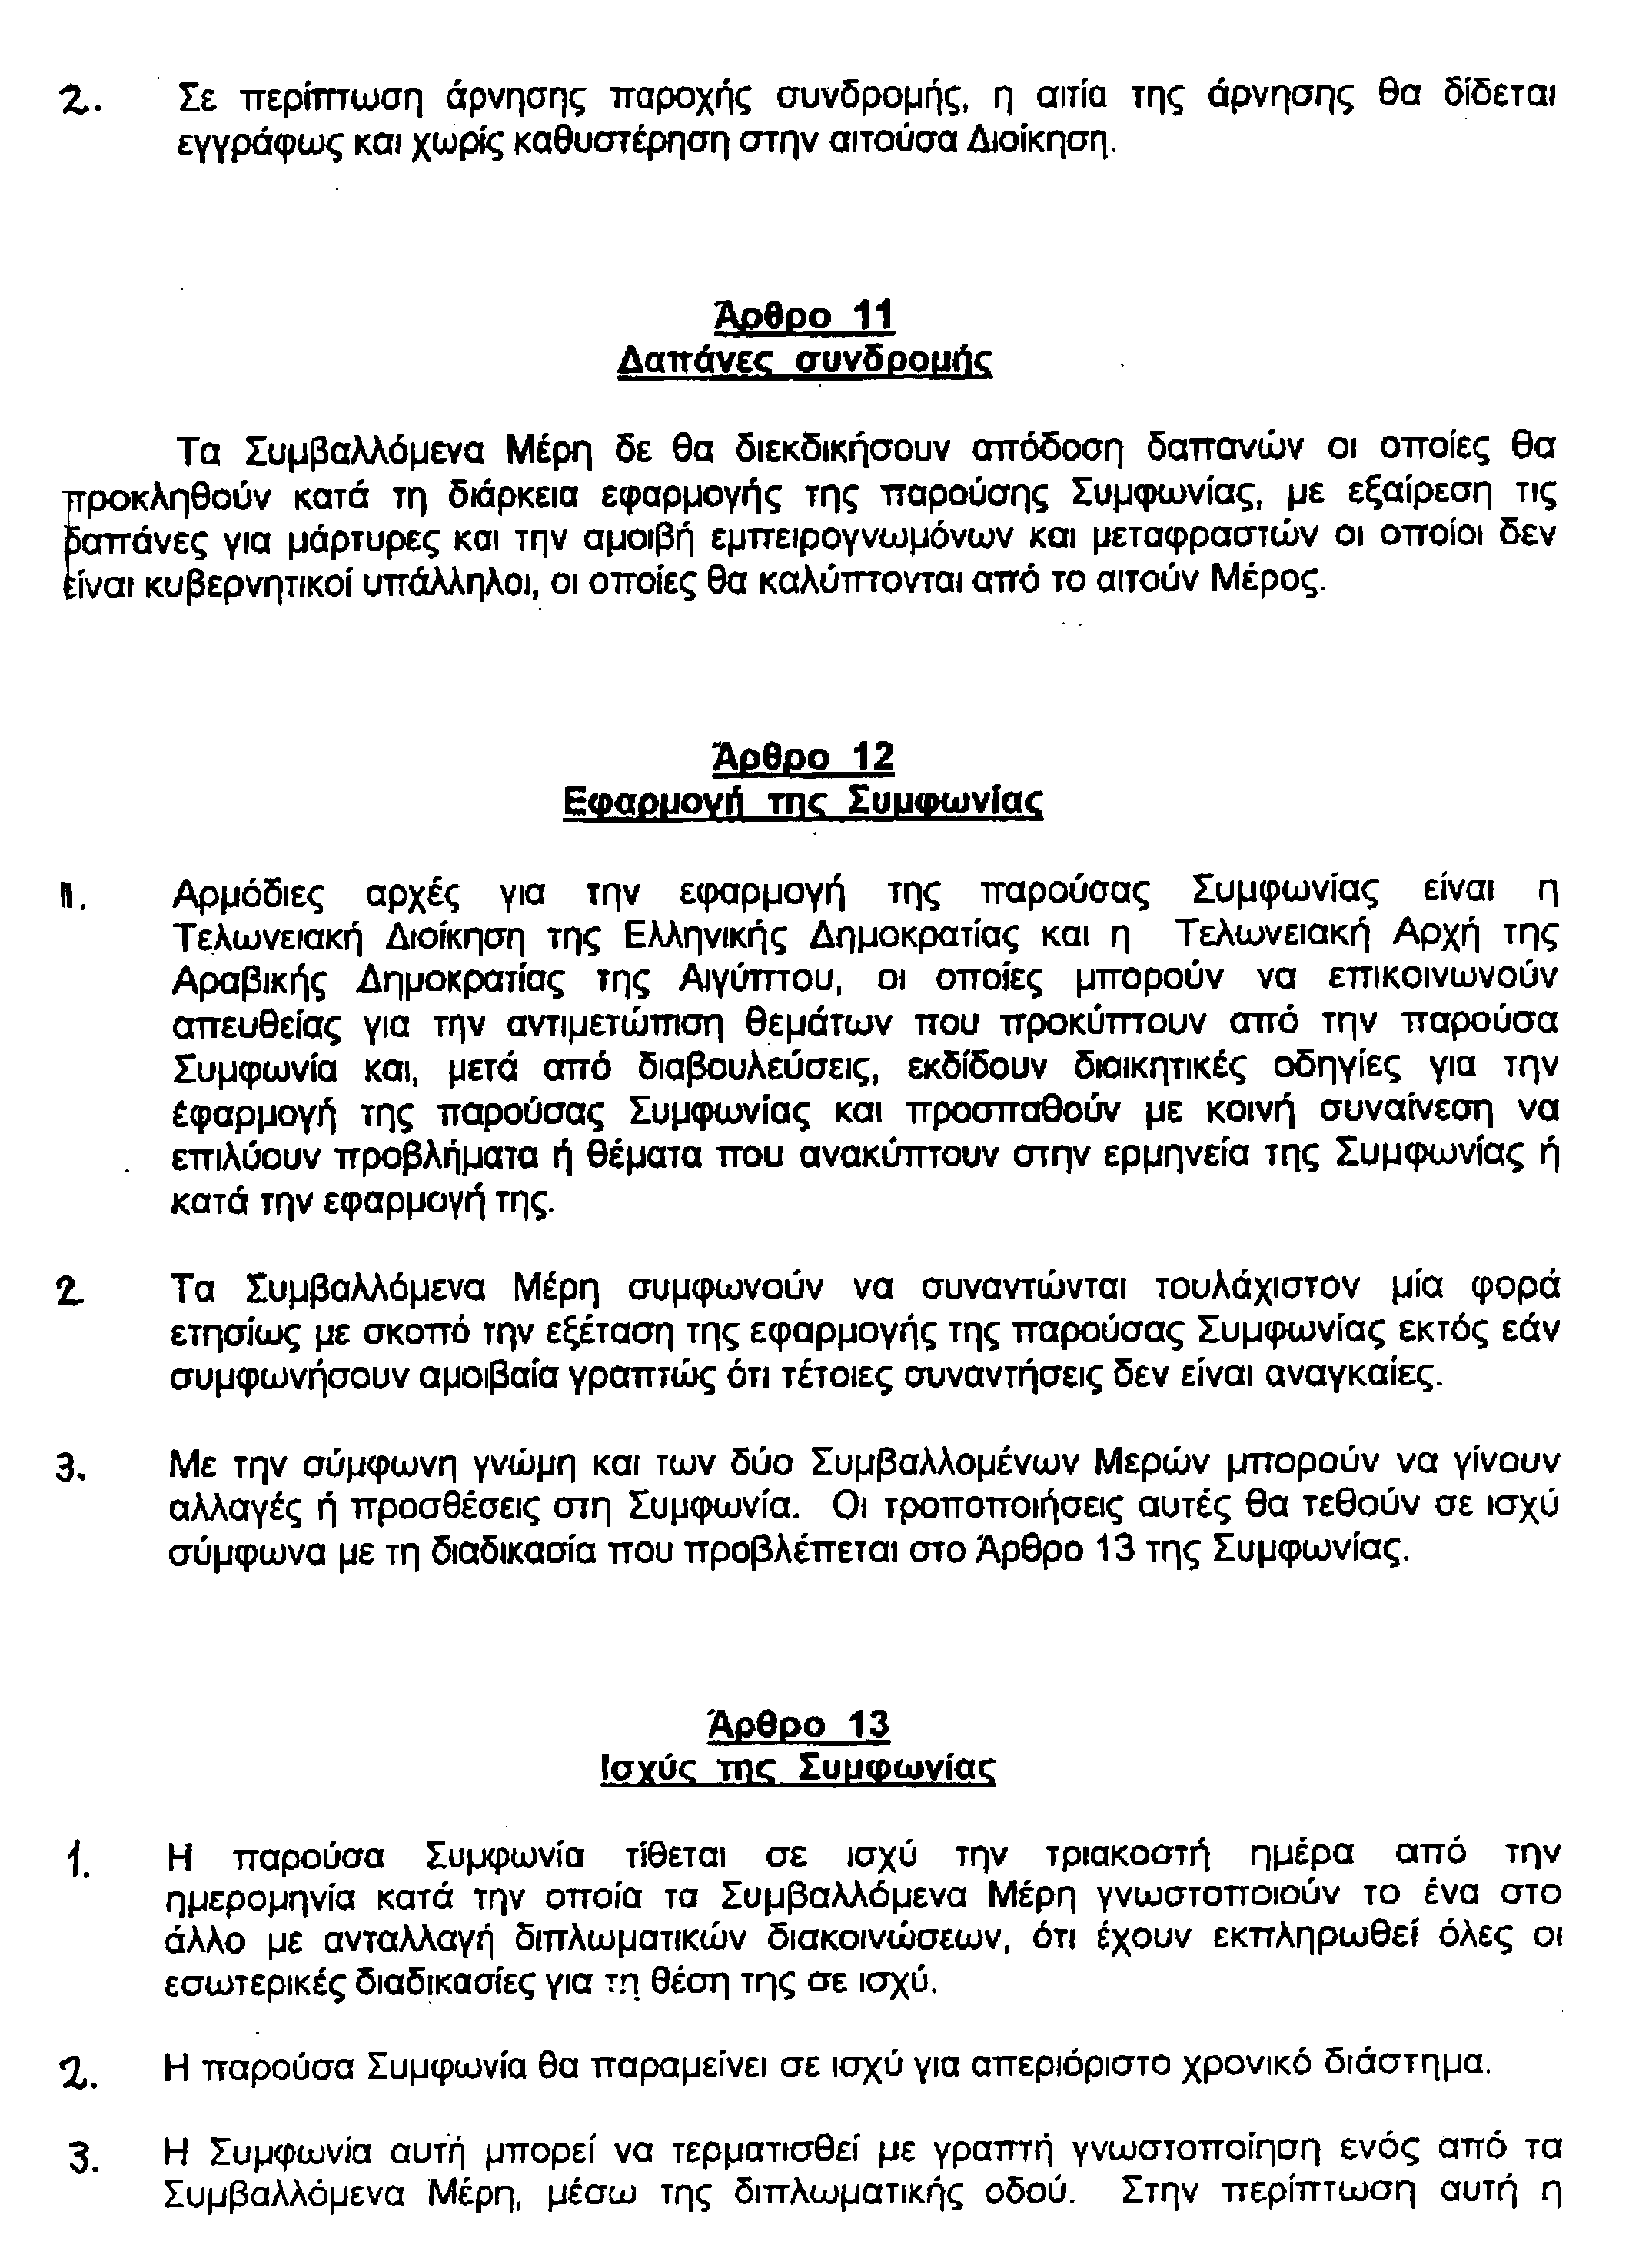 2. Σε περίπτωση άρνησης παροχής συνδρομής, η αιτία της άρνησης θα δίδεται
εγγράφως και χωρίς καθυστέρηση στην αιτούσα Διοίκηση.
Άρθρο 11
Δαπάνες συνδρομής
Τα Συμβαλλόμενα Μέρη δε θα διεκδικήσουν απόδοση δαπανών οι οποίες θα
προκληθούν κατά τη διάρκεια εφαρμογής της παρούσης Συμφωνίας, με εξαίρεση τις
δαπάνες για μάρτυρες και την αμοιβή εμπειρογνωμόνων και μεταφραστών οι οποίοι δεν
είναι κυβερνητικοί υπάλληλοι, οι οποίες θα καλύπτονται από το αιτούν Μέρος.
Άρθρο 12
Εφαρμογή της Συμφωνίας
1. Αρμόδιες αρχές για την εφαρμογή της παρούσας Συμφωνίας είναι η
Τελωνειακή Διοίκηση της Ελληνικής Δημοκρατίας και η Τελωνειακή Αρχή της
Αραβικής Δημοκρατίας της Αιγύπτου, οι οποίες μπορούν να επικοινωνούν
απευθείας για την αντιμετώπιση θεμάτων που προκύπτουν από την παρούσα
Συμφωνία και, μετά από διαβουλεύσεις, εκδίδουν διοικητικές οδηγίες για την
έφαρμογή της παρούσας Συμφωνίας και προσπαθούν με κοινή συναίνεση να
επιλύουν προβλήματα ή θέματα που ανακύπτουν στην ερμηνεία της Συμφωνίας ή
κατά την εφαρμογή της.
2 Τα Συμβαλλόμενα Μέρη συμφωνούν να συναντώνται τουλάχιστον μία φορά
ετησίως με σκοπό την εξέταση της εφαρμογής της παρούσας Συμφωνίας εκτός εάν
συμφωνήσουν αμοιβαία γραπτώς ότι τέτοιες συναντήσεις δεν είναι αναγκαίες.
3. Με την σύμφωνη γνώμη και των δύο Συμβαλλομένων Μερών μπορούν να γίνουν
αλλαγές ή προσθέσεις στη Συμφωνία. Οι τροποποιήσεις αυτές θα τεθούν σε ισχύ
σύμφωνα με τη διαδικασία που προβλέπεται στο Άρθρο 13 της Συμφωνίας.
Άρθρο 13
Ισχύς της Συμφωνίας
1. Η παρούσα Συμφωνία τίθεται σε ισχύ την τριακοστή ημέρα από την
ημερομηνία κατά την οποία τα Συμβαλλόμενα Μέρη γνωστοποιούν το ένα στο
άλλο με ανταλλαγή διπλωματικών διακοινώσεων, ότι έχουν εκπληρωθεί όλες οι
εσωτερικές διαδικασίες για τη θέση της σε ισχύ.
2. Η παρούσα Συμφωνία θα παραμείνει σε ισχύ για απεριόριστο χρονικό διάστημα.
3. Η Συμφωνία αυτή μπορεί να τερματισθεί με γραπτή γνωστοποίηση ενός από τα
Συμβαλλόμενα Μέρη, μέσω της διπλωματικής οδού. Στην περίπτωση αυτή η